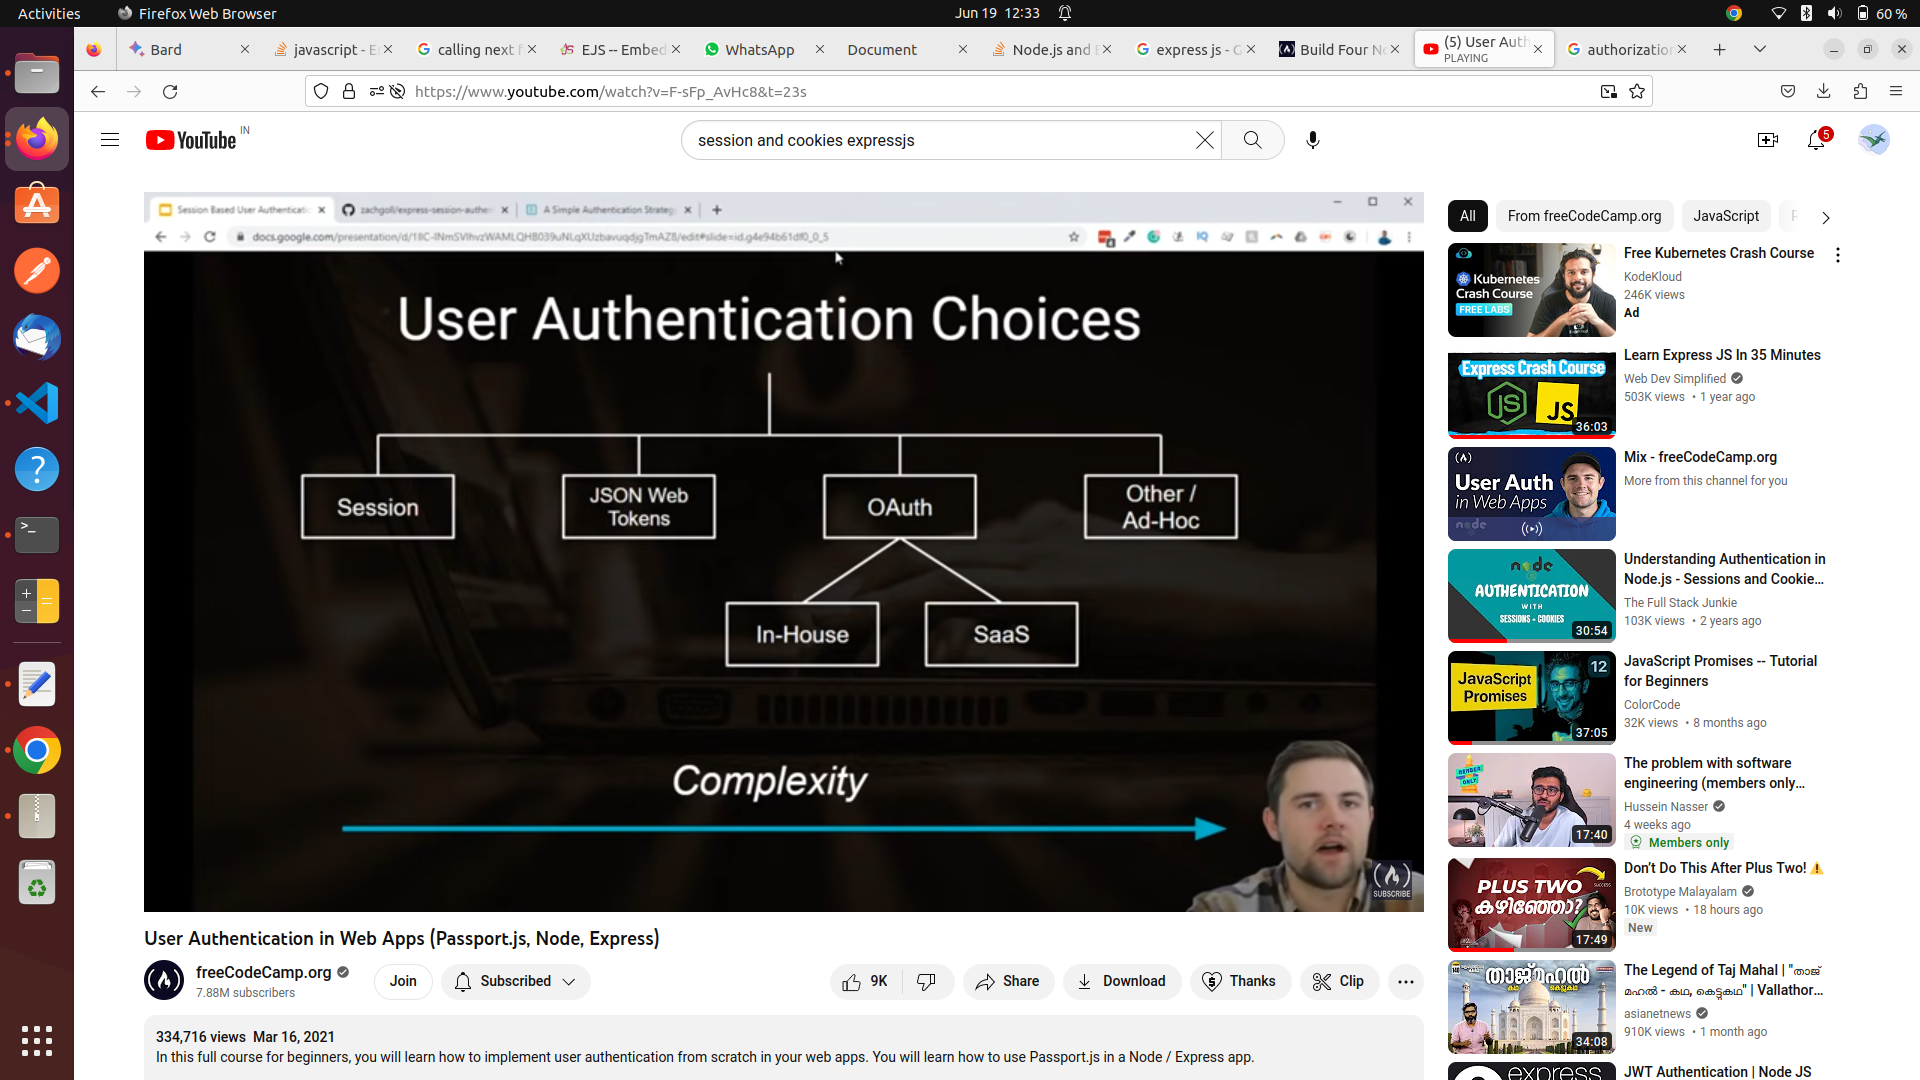 Activities
Firefox Web Browser
Jun 19 12:33
60 %
Bard
javascript - E
calling next f
EJS -- Embed
WhatsApp
Document
Node.js and
express js - G
Build Four No
(5) User Auth
PLAYING
authorization
https://www.youtube.com/watch?v=F-sFp_AvHc8&t=23s
YouTube IN
session and cookies expressjs
5
Session Based User Authenticati
zachgoll/express-session-authe
A Simple Authentication Strateg
User Authentication Choices
Session
JSON Web
Tokens
OAuth
Other /
Ad-Hoc
In-House
SaaS
Complexity
SUBSCRIBE
User Authentication in Web Apps (Passport.js, Node, Express)
freeCodeCamp.org
7.88M subscribers
Join
Subscribed
9K
Share
Download
Thanks
Clip
334,716 views Mar 16, 2021
In this full course for beginners, you will learn how to implement user authentication from scratch in your web apps. You will learn how to use Passport.js in a Node / Express app.
All
From freeCodeCamp.org
JavaScript
Kubernetes
Crash Course
FREE LABS
Free Kubernetes Crash Course
KodeKloud
246K views
Ad
Express Crash Course
JS
JS
36:03
Learn Express JS In 35 Minutes
Web Dev Simplified
503K views • 1 year ago
User Auth
in Web Apps
node
Mix - freeCodeCamp.org
More from this channel for you
node
AUTHENTICATION
WITH
SESSIONS + COOKIES
30:54
Understanding Authentication in
Node.js - Sessions and Cookie...
The Full Stack Junkie
103K views • 2 years ago
12
JavaScript
Promises
37:05
JavaScript Promises -- Tutorial
for Beginners
ColorCode
32K views • 8 months ago
MEMBER
ONLY
17:40
The problem with software
engineering (members only...
Hussein Nasser
4 weeks ago
Members only
PLUS TWO
കഴിഞ്ഞോ?
SUCCESS
17:49
Don't Do This After Plus Two! ⚠️
Brototype Malayalam
10K views • 18 hours ago
New
താജ്മഹൽ
കഥ, കെട്ടുകഥ
34:08
The Legend of Taj Mahal | "താജ്
മഹൽ - കഥ, കെട്ടുകഥ" | Vallathor...
asianetnews
910K views • 1 month ago
express
JWT Authentication | Node JS